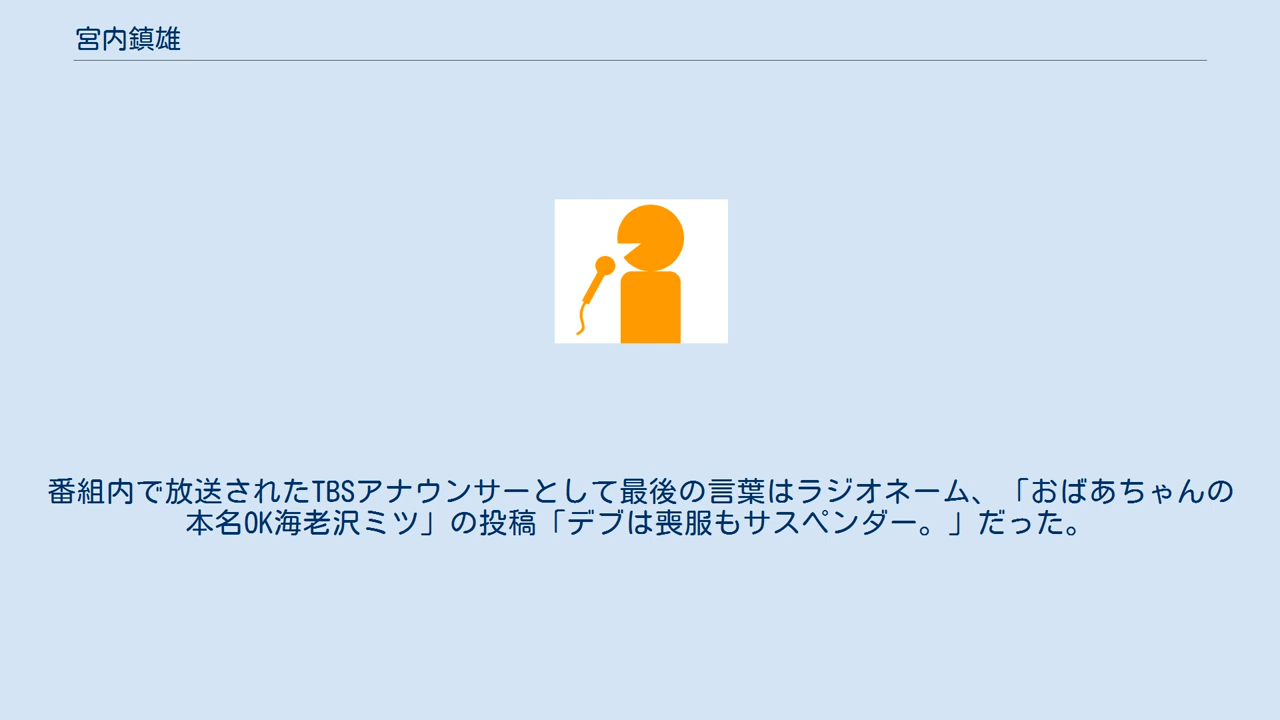 宮内鎮雄
番組内で放送されたTBSアナウンサーとして最後の言葉はラジオネーム、「おばあちゃんの
本名OK海老沢ミツ」の投稿「デブは喪服もサスペンダー。」だった。